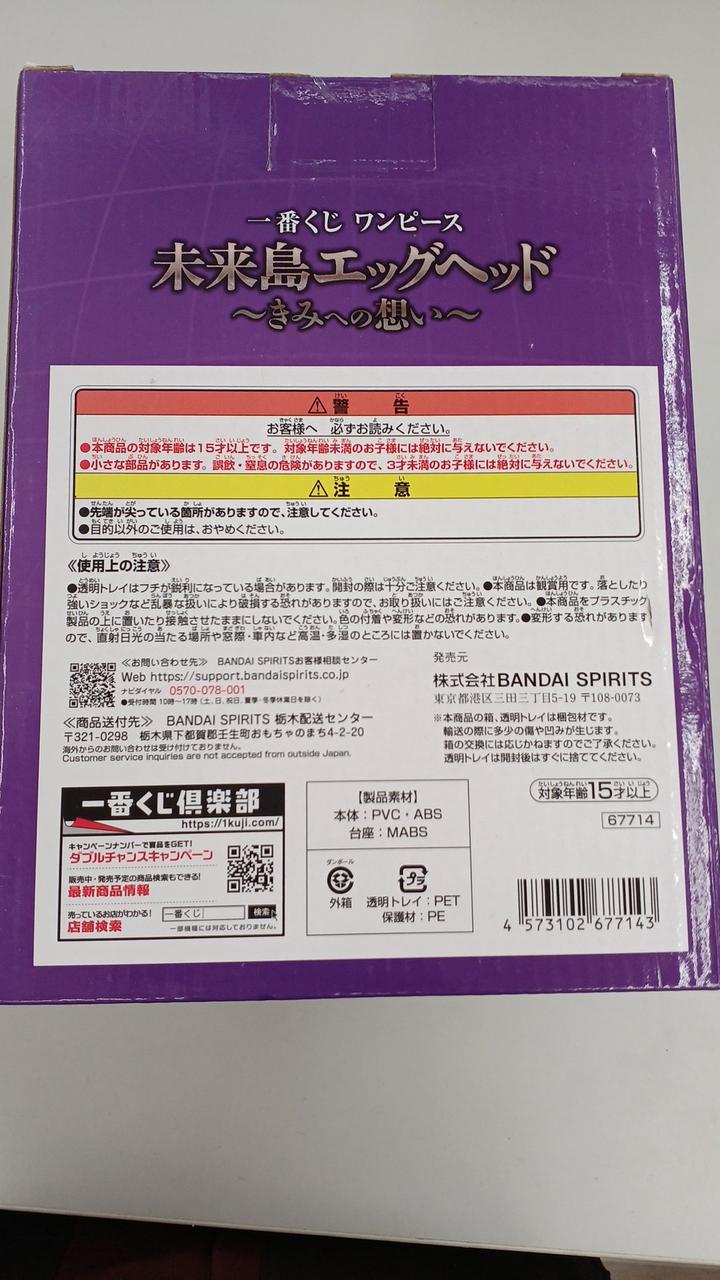 一番くじ ワンピース
未来島エッグヘッド
〜きみへの想い〜
警告
お客様へ 必ずお読みください。
●本商品の対象年齢は15才以上です。対象年齢未満のお子様には絶対に与えないでください。
●小さな部品があります。誤飲・窒息の危険がありますので、3才未満のお子様には絶対に与えないでください。
注意
●先端が尖っている箇所がありますので、注意してください。
●目的以外のご使用は、おやめください。
《使用上の注意》
●透明トレイはフチが鋭利になっている場合があります。開封の際は十分ご注意ください。●本商品は観賞用です。落としたり
強いショックなど乱暴な扱いにより破損する恐れがありますので、お取り扱いにはご注意ください。●本商品をプラスチック
製品の上に置いたり接触させたままにしないでください。色の付着や変形などの恐れがあります。●変形する恐れがあります
ので、直射日光の当たる場所や窓際・車内など高温・多湿のところには置かないでください。
≪お問い合わせ先≫ BANDAI SPIRITSお客様相談センター
Web https://support.bandaispirits.co.jp
ナビダイヤル 0570-078-001
●受付時間 10時〜17時(土、日、祝日、夏季・冬季休業日を除く)
≪商品送付先≫ BANDAI SPIRITS 栃木配送センター
〒321-0298 栃木県下都賀郡壬生町おもちゃのまち4-2-20
海外からのお問い合わせは受け付けておりません。
Customer service inquiries are not accepted from outside Japan.
発売元
株式会社BANDAI SPIRITS
東京都港区三田三丁目5-19 〒108-0073
※本商品の箱、透明トレイは梱包材です。
輸送の際に多少の傷や凹みが生じます。
箱の交換には応じかねますのでご了承ください。
透明トレイは開封後はすぐに捨ててください。
一番くじ倶楽部
https://1kuji.com/
キャンペーンナンバーで賞品をGET!
ダブルチャンスキャンペーン
販売中・発売予定の商品検索もできる!
最新商品情報
売っているお店がわかる!
店舗検索
一番くじ 検索
一部機種には対応しておりません。
【製品素材】
本体：PVC・ABS
台座：MABS
ダンボール
外箱
プラ
透明トレイ：PET
保護材：PE
対象年齢15才以上
67714
4 573102 677143